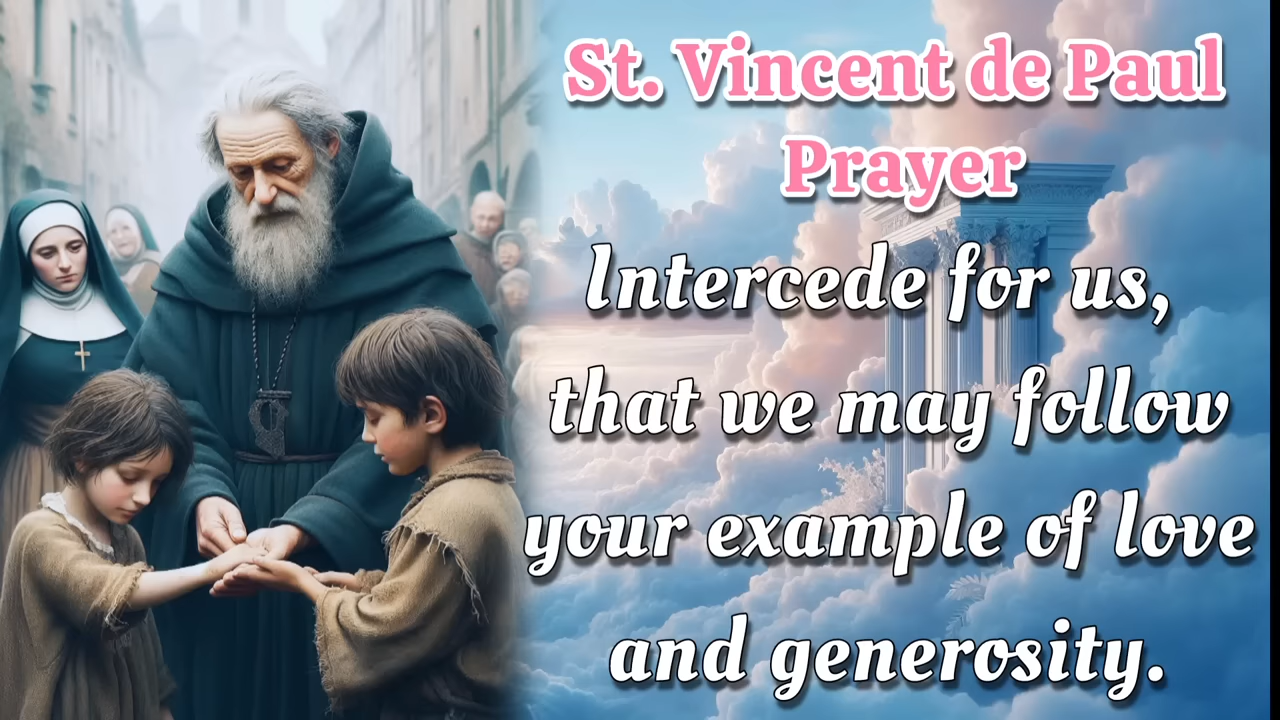 St. Vincent de Paul
Prayer
Intercede for us,
that we may follow
your example of love
and generosity.